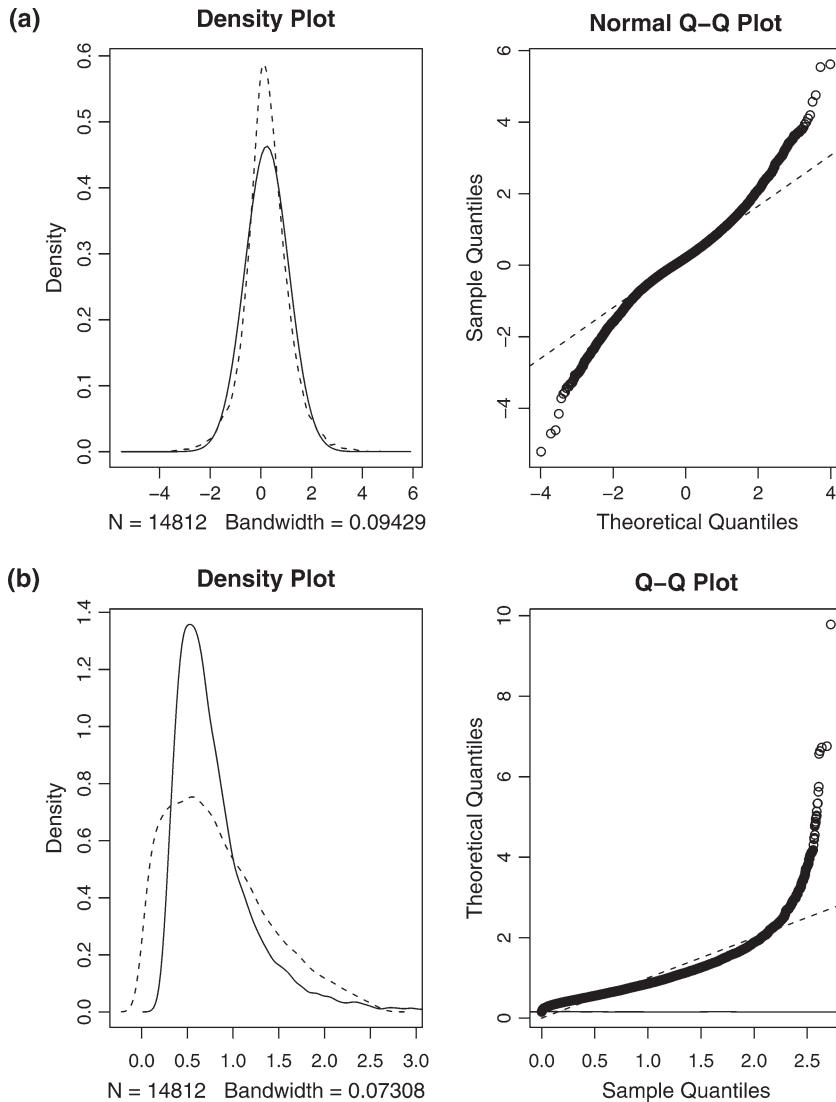 (a)
Density Plot
Density
0.0 0.1 0.2 0.3 0.4 0.5 0.6
−4 −2 0 2 4 6
N = 14812 Bandwidth = 0.09429
Normal Q−Q Plot
Sample Quantiles
−4 −2 0 2 4 6
−4 −2 0 2 4
Theoretical Quantiles
(b)
Density Plot
Density
0.0 0.2 0.4 0.6 0.8 1.0 1.2 1.4
0.0 0.5 1.0 1.5 2.0 2.5 3.0
N = 14812 Bandwidth = 0.07308
Q−Q Plot
Theoretical Quantiles
0 2 4 6 8 10
0.0 0.5 1.0 1.5 2.0 2.5
Sample Quantiles